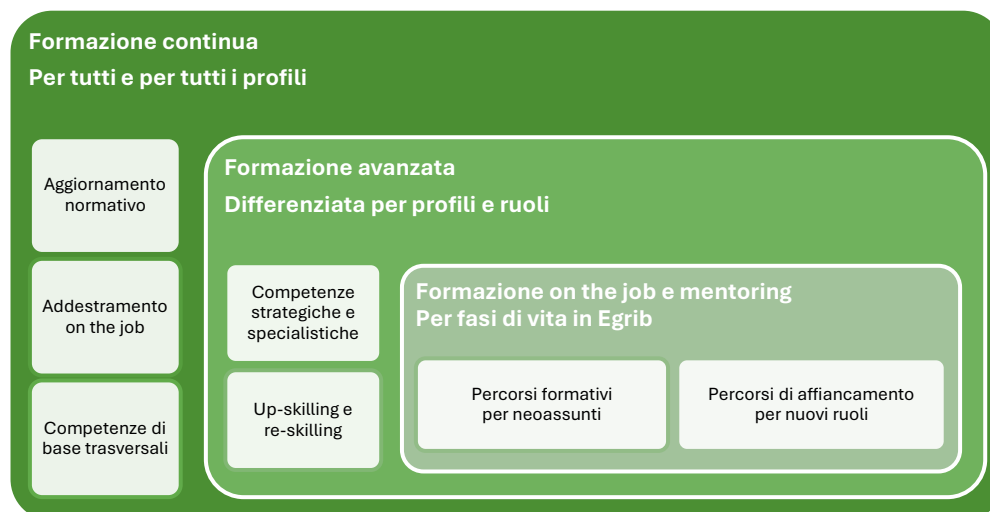 Formazione continua
Per tutti e per tutti i profili
Aggiornamento
normativo
Addestramento
on the job
Competenze di
base trasversali
Formazione avanzata
Differenziata per profili e ruoli
Competenze
strategiche e
specialistiche
Up-skilling e
re-skilling
Formazione on the job e mentoring
Per fasi di vita in Egrib
Percorsi formativi
per neoassunti
Percorsi di affiancamento
per nuovi ruoli